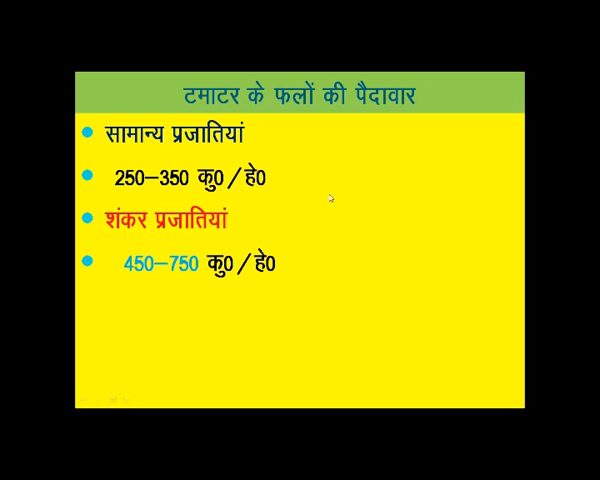 टमाटर के फलों की पैदावार
सामान्य प्रजातियां
250–350 कु0/हे0
शंकर प्रजातियां
450–750 कु0/हे0